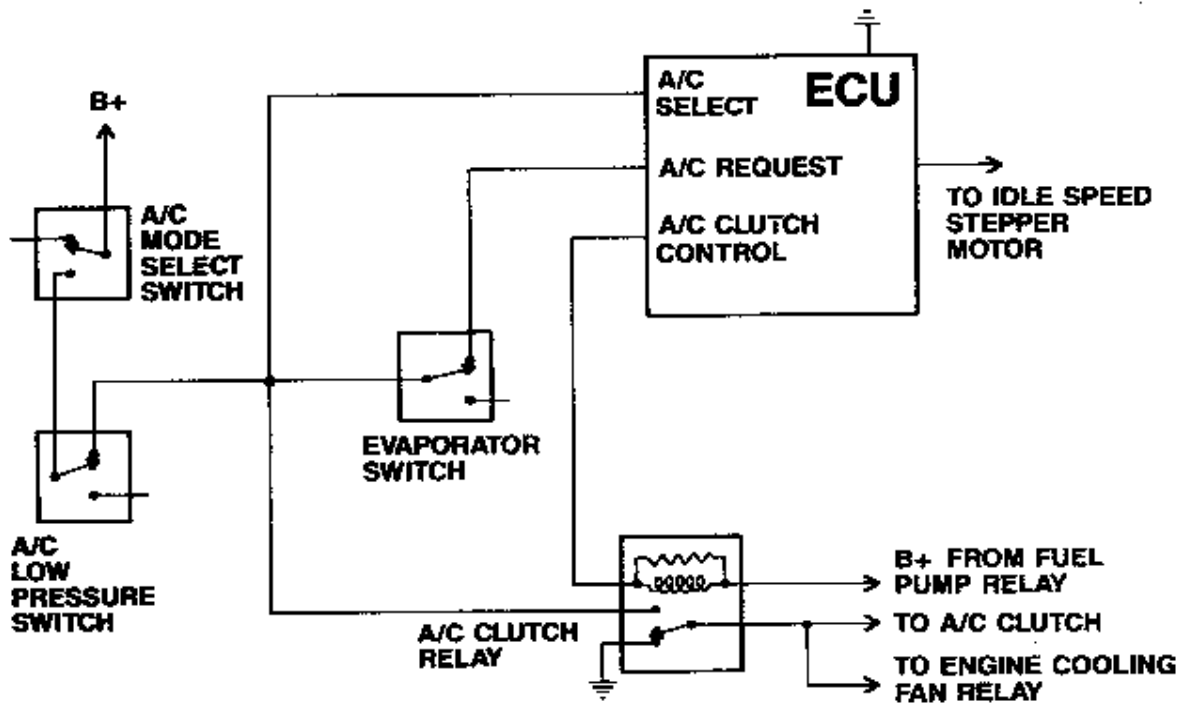 B+
A/C
MODE
SELECT
SWITCH
A/C
SELECT
ECU
A/C REQUEST
A/C CLUTCH
CONTROL
TO IDLE SPEED
STEPPER
MOTOR
EVAPORATOR
SWITCH
A/C
LOW
PRESSURE
SWITCH
A/C CLUTCH
RELAY
B+ FROM FUEL
PUMP RELAY
TO A/C CLUTCH
TO ENGINE COOLING
FAN RELAY